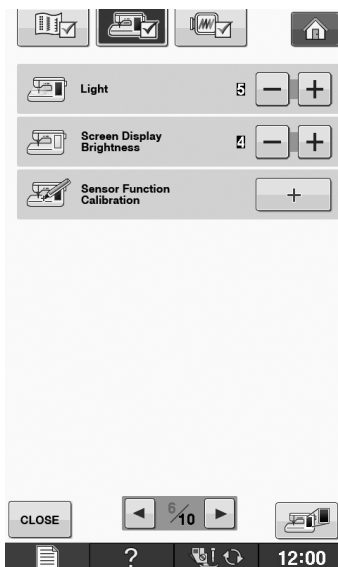 Light 5 − +
Screen Display
Brightness 4 − +
Sensor Function
Calibration +
CLOSE 6/10
? 12:00